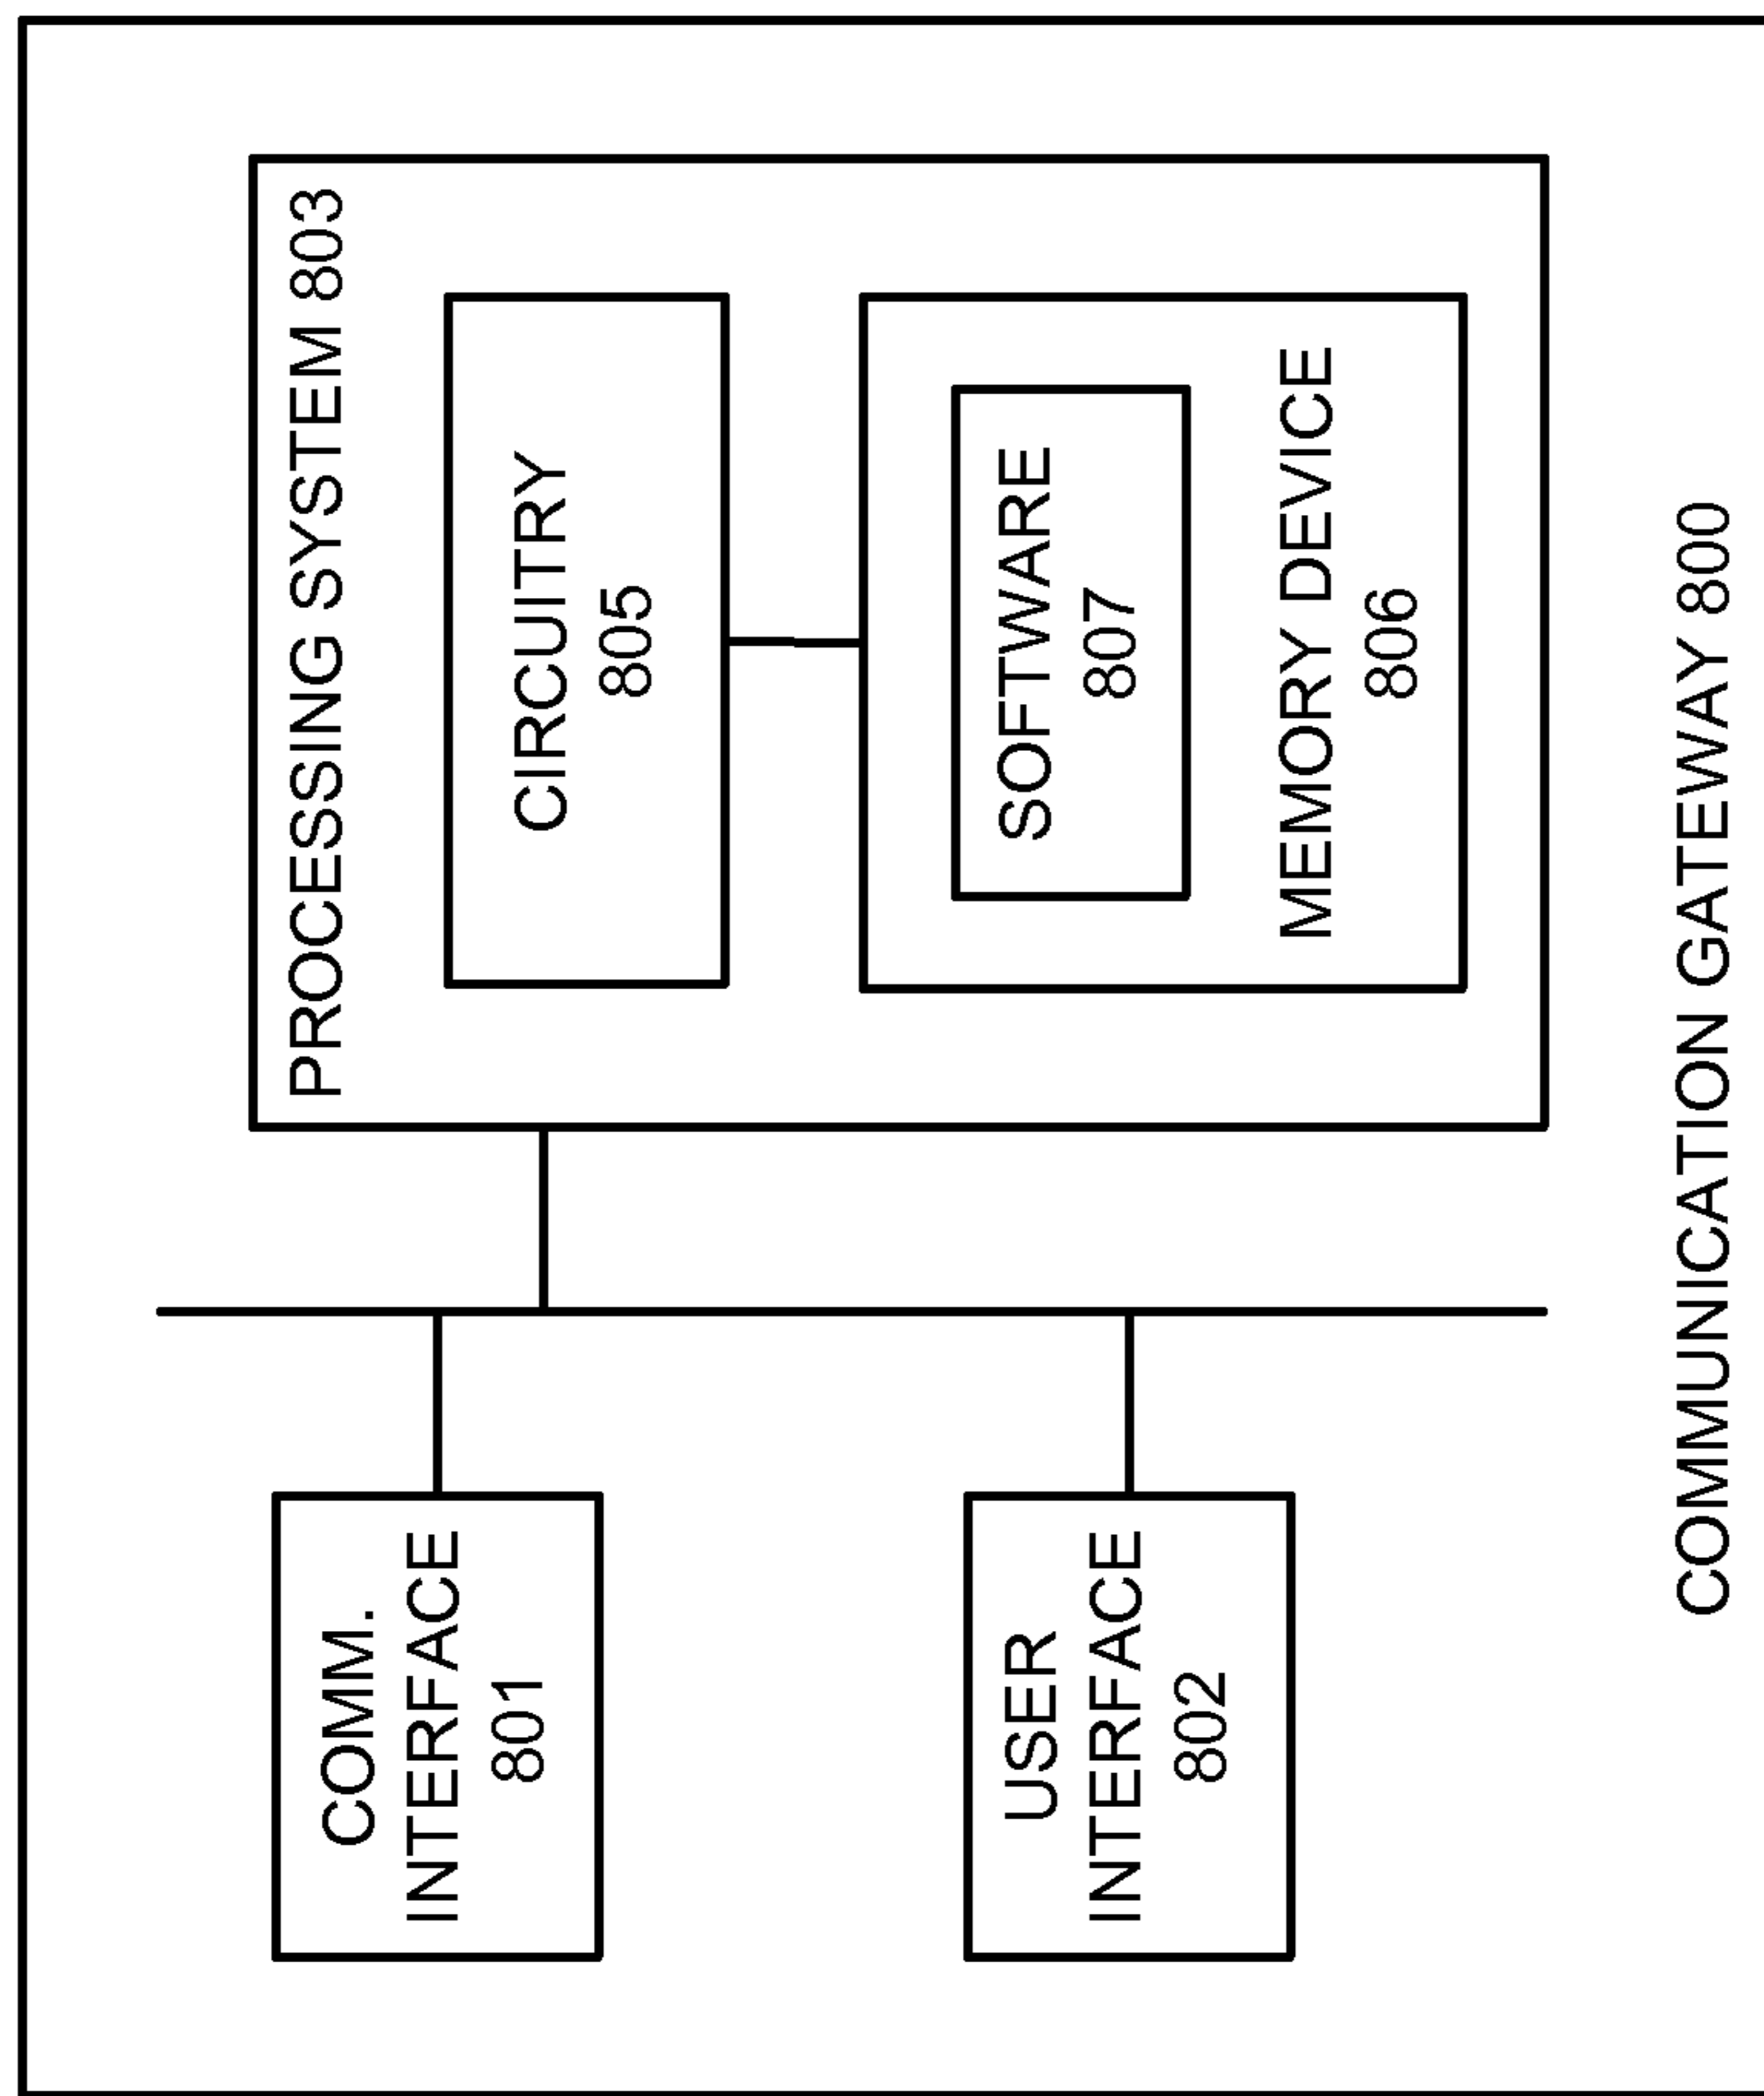 COMM.
INTERFACE
801
USER
INTERFACE
802
PROCESSING SYSTEM 803
CIRCUITRY
805
SOFTWARE
807
MEMORY DEVICE
806
COMMUNICATION GATEWAY 800